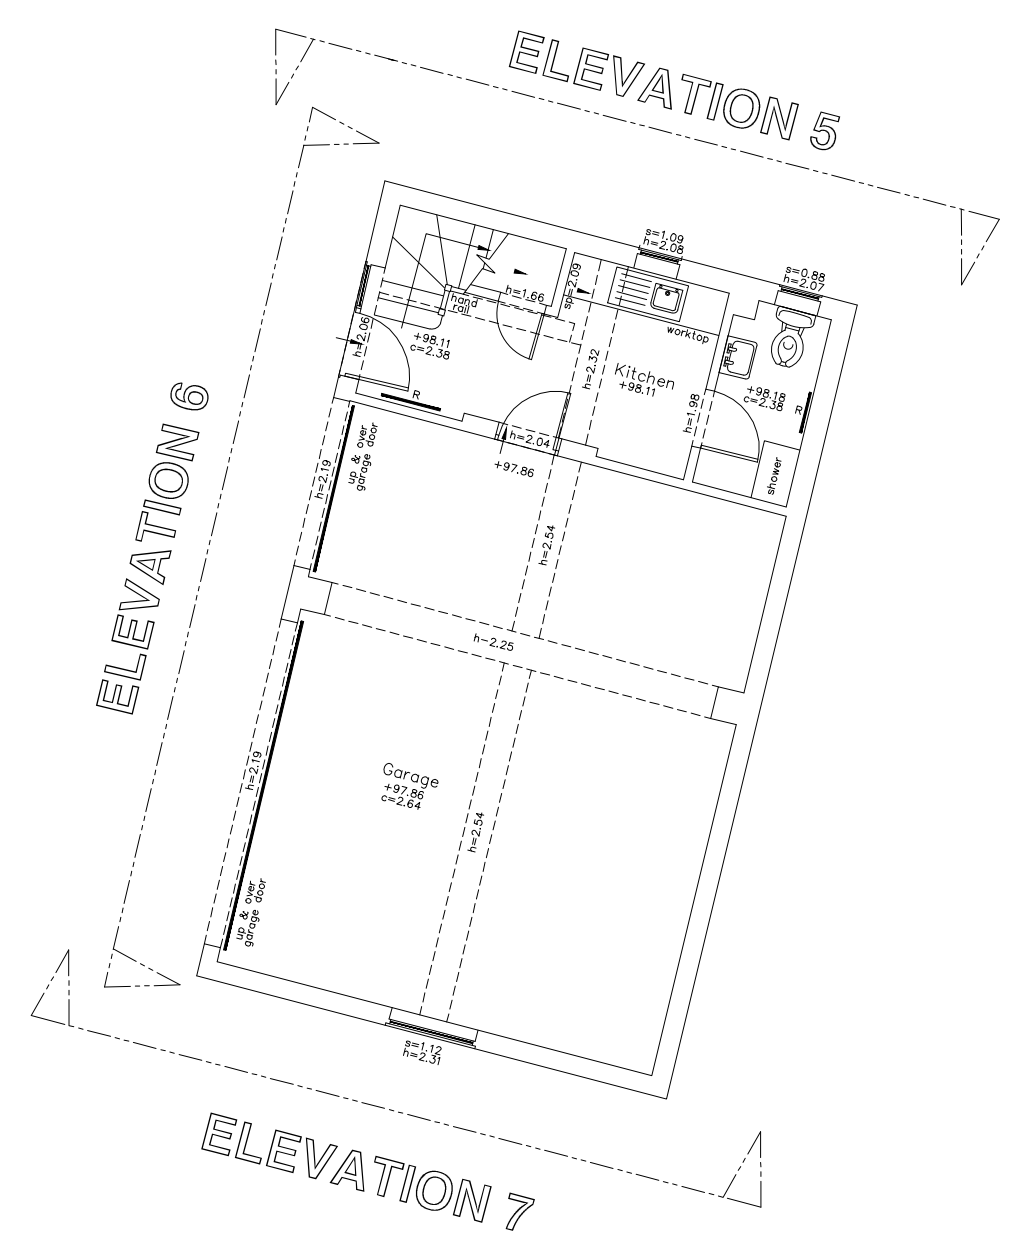 ELEVATION 5
s=1.09
h=2.08
s=0.88
h=2.07
sp=2.09
h=1.66
hand
rail
worktop
h=2.06
+98.11
c=2.38
h=2.32
Kitchen
+98.11
+98.18
c=2.38
R
R
h=1.98
h=2.04
+97.86
shower
up & over
garage door
h=2.19
ELEVATION 6
h=2.54
h-2.25
h=2.19
Garage
+97.86
c=2.64
h=2.54
up & over
garage door
s=1.12
h=2.31
ELEVATION 7